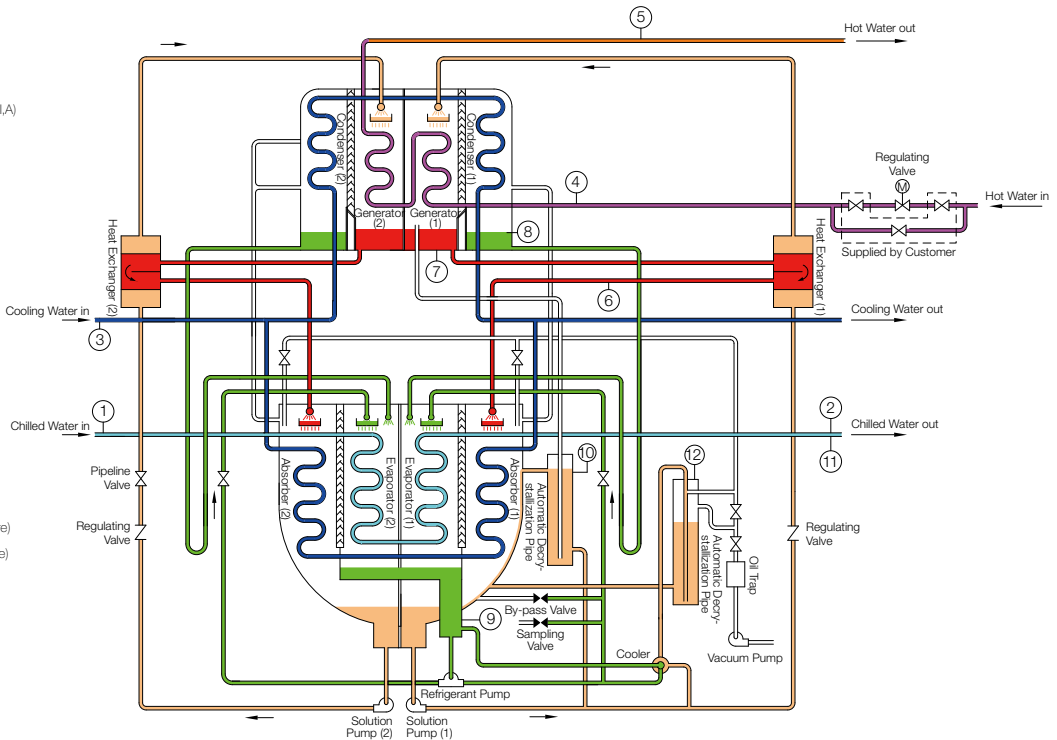 5
Hot Water out
I,A)
Condenser (2)
Condenser (1)
Generator (2)
Generator (1)
4
Regulating
Valve
M
Hot Water in
Supplied by Customer
8
7
6
Heat Exchanger (2)
Heat Exchanger (1)
Cooling Water in
3
Cooling Water out
1
Chilled Water in
2
Chilled Water out
11
Pipeline
Valve
Regulating
Valve
re)
e)
Absorber (2)
Evaporator (2)
Evaporator (1)
Absorber (1)
10
Automatic Decry-
stallization Pipe
12
Automatic Decry-
stallization Pipe
Oil Trap
Regulating
Valve
By-pass Valve
Sampling
Valve
9
Cooler
Vacuum Pump
Refrigerant Pump
Solution
Pump (2)
Solution
Pump (1)